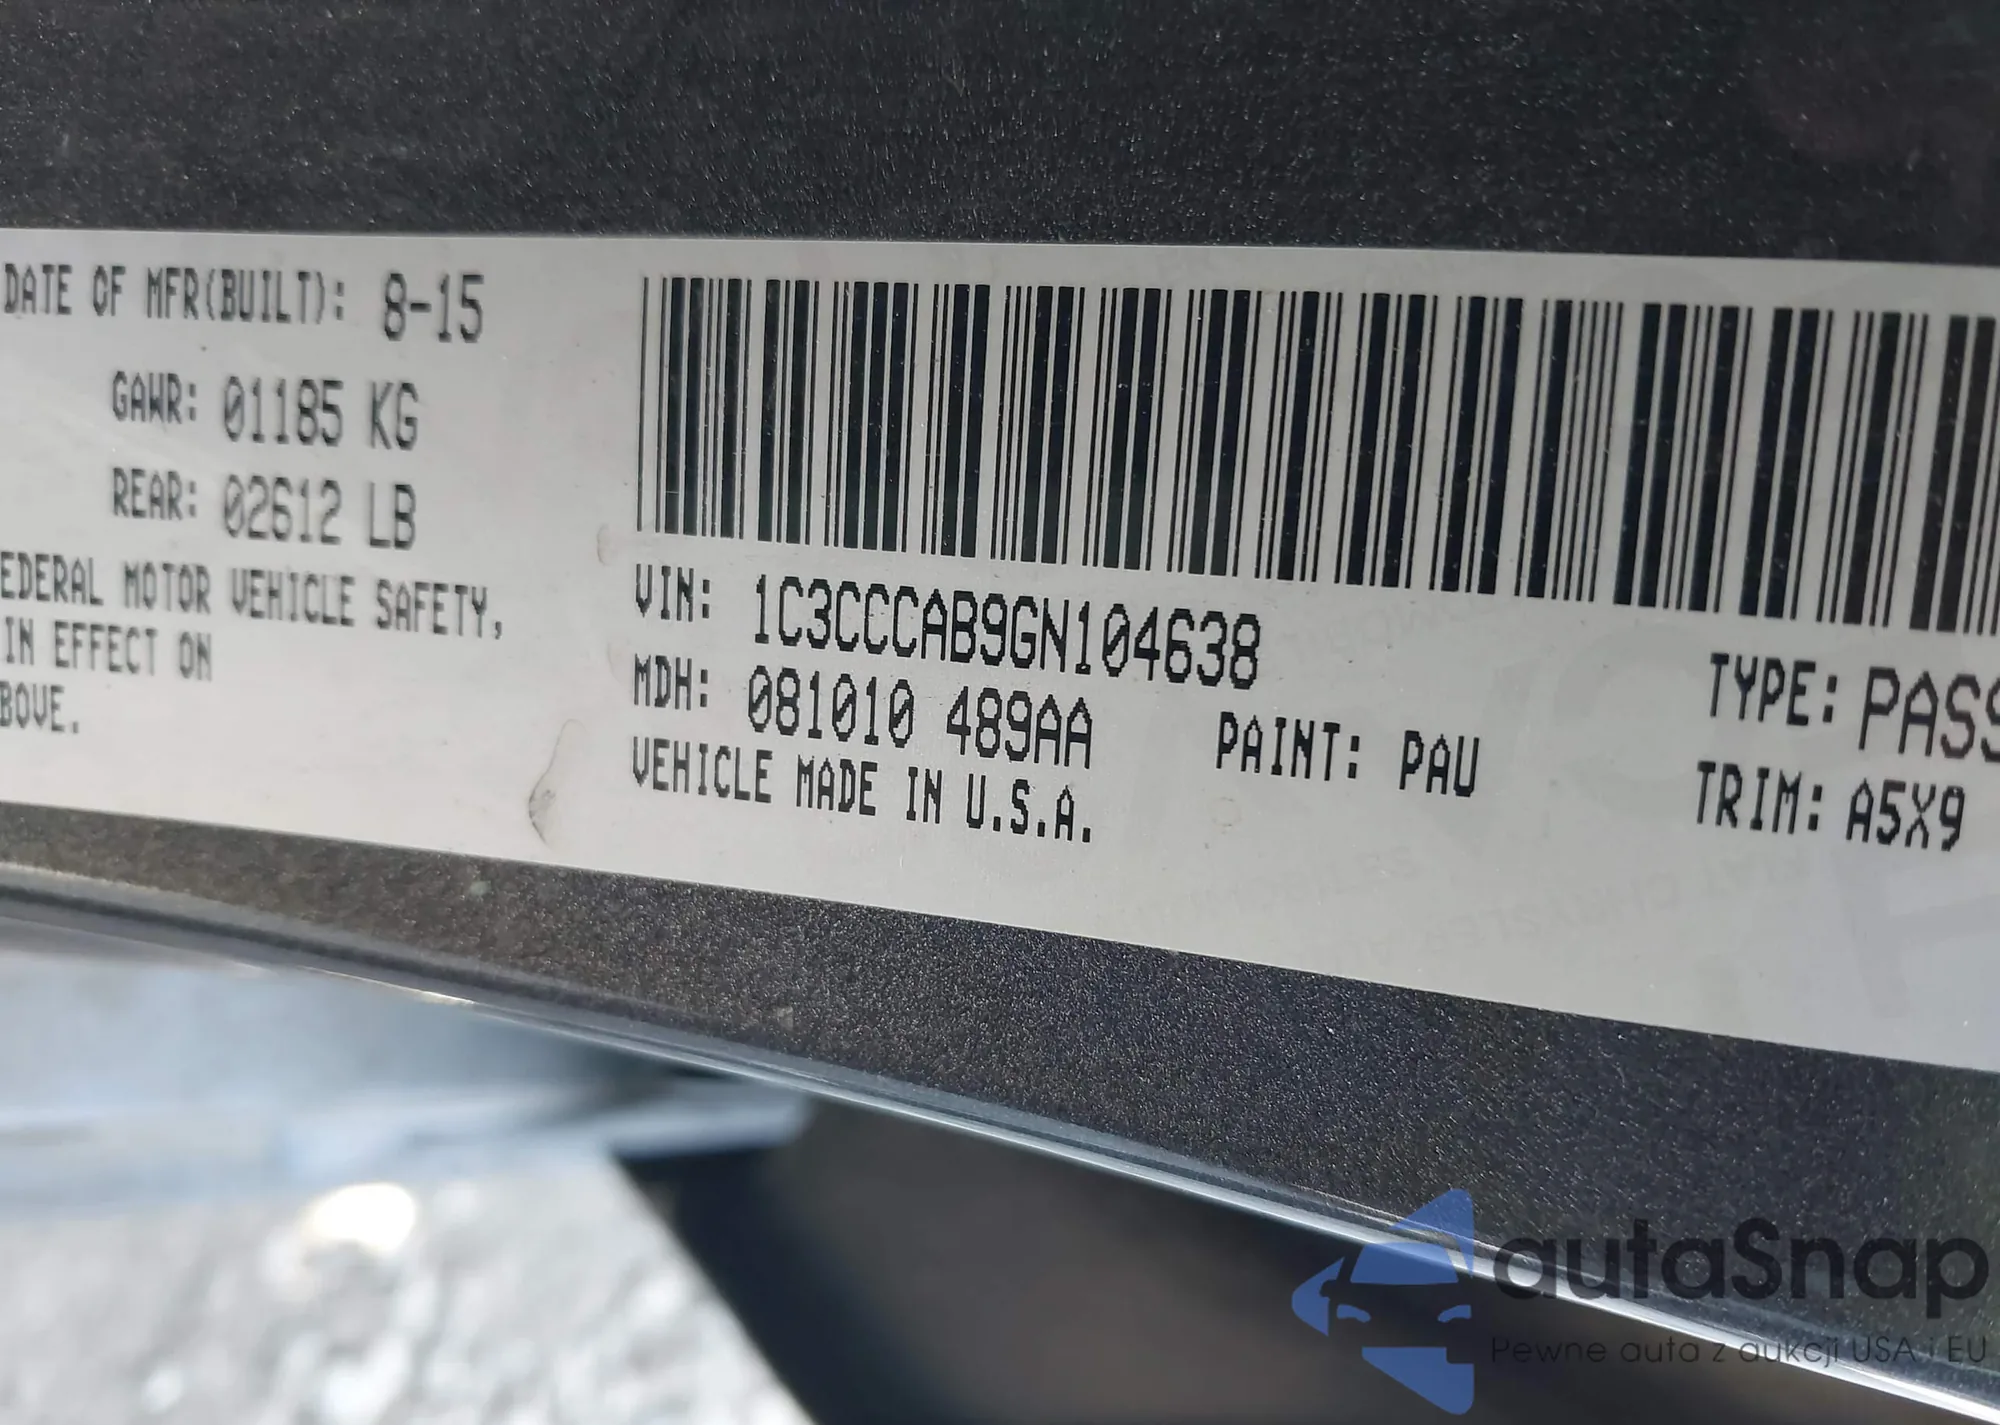 DATE OF MFR(BUILT): 8-15
GAWR: 01185 KG
REAR: 02612 LB
EDERAL MOTOR VEHICLE SAFETY,
IN EFFECT ON
BOVE.
VIN: 1C3CCCAB9GN104638
MDH: 081010 489AA
PAINT: PAU
VEHICLE MADE IN U.S.A.
TYPE: PASS
TRIM: A5X9
autaSnap
Pewne auta z aukcji USA i EU